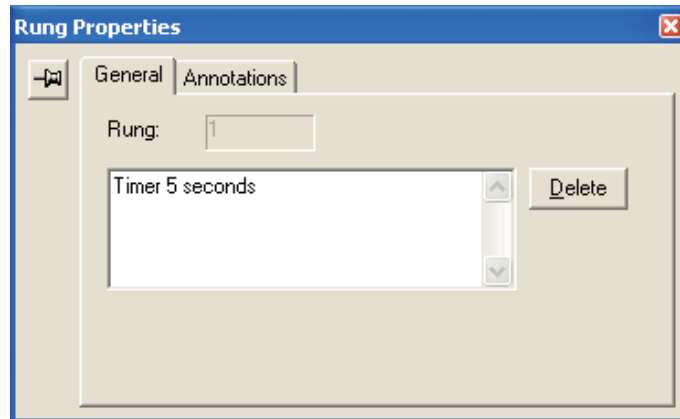 Rung Properties
General Annotations
Rung: 1
Timer 5 seconds
Delete